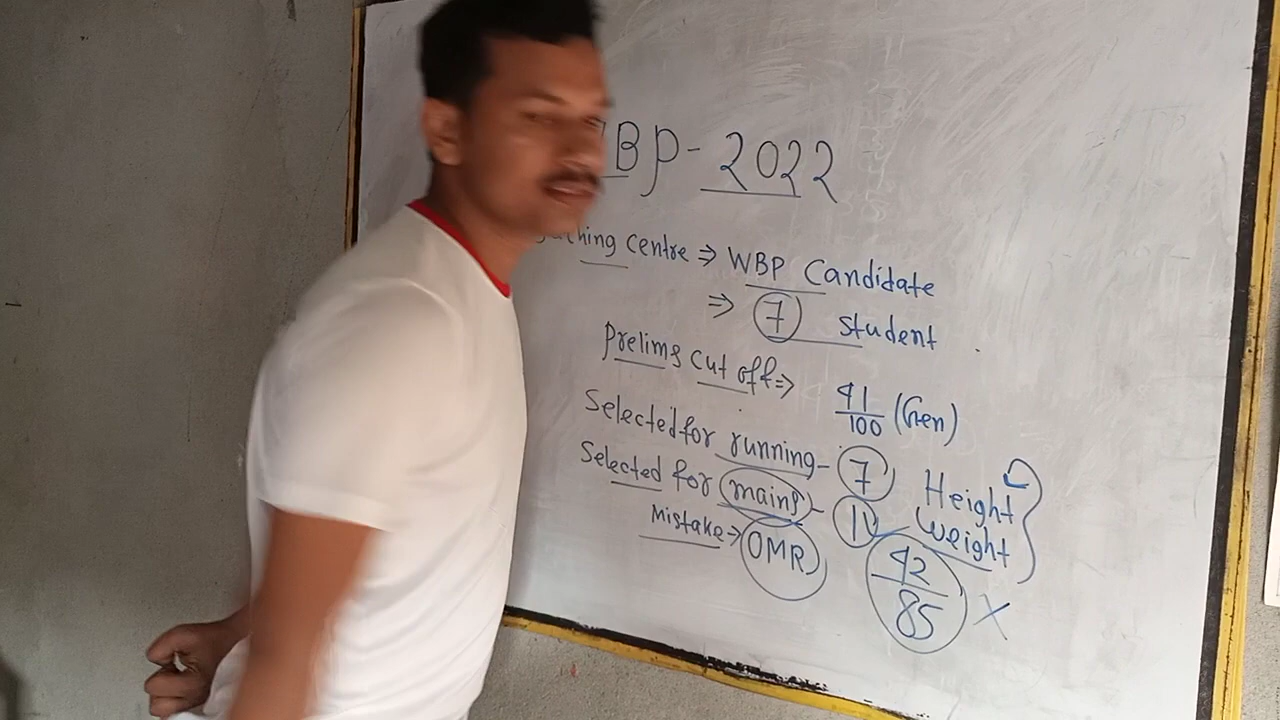 BP-2022
Centre ⇒ WBP Candidate
⇒ 7 student
Prelims cut off ⇒ 41/100 (Gen)
Selected for running - 7 Height
Selected for mains - 1 weight
Mistake → OMR 42/85 X